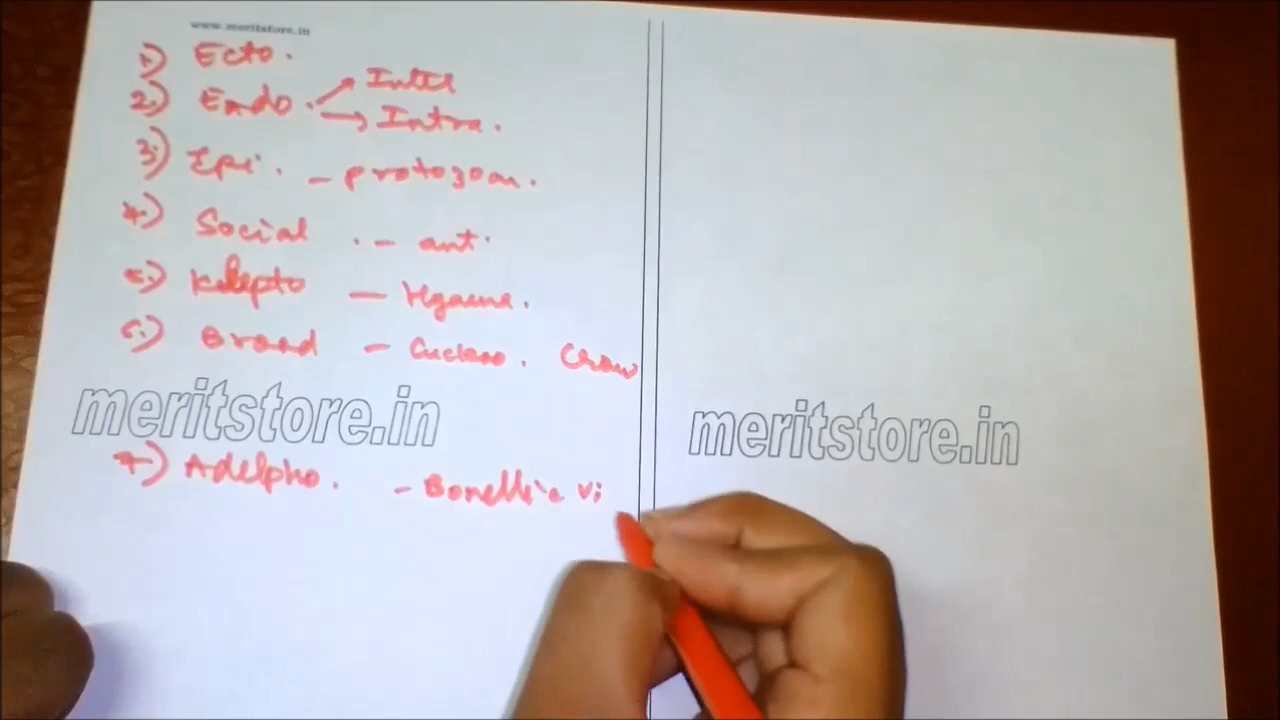 www.meritstore.in
1) Ecto.
2.) Endo. → Inter
→ Intra.
3.) Epi. - protozoan.
4.) Social . - ant.
5.) Klepto - Hyaena.
6.) Brood - Cuckoo. Crow
meritstore.in meritstore.in
7) Adelpho. - Bonellia vi